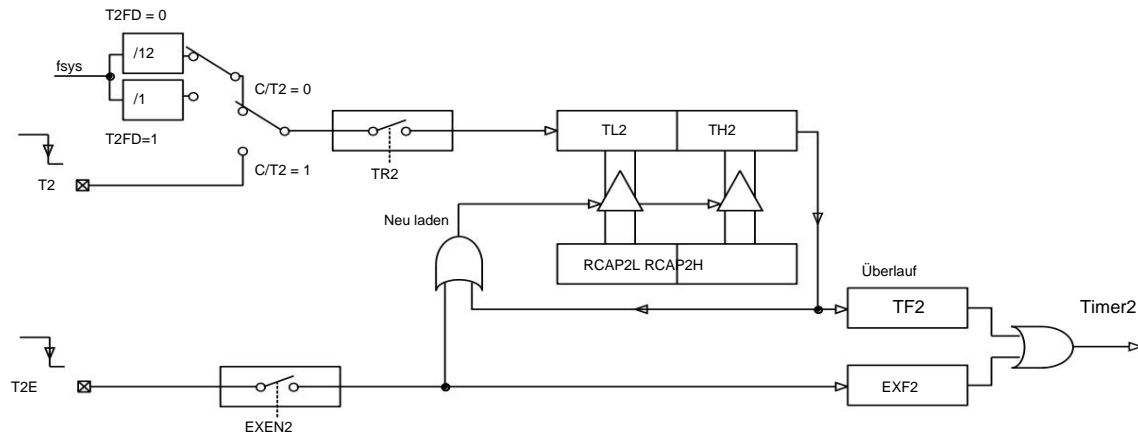 T2FD = 0
/12
fsys
C/T2 = 0
/1
TL2 TH2
T2FD=1
C/T2 = 1
TR2
T2
Neu laden
RCAP2L RCAP2H
Überlauf
TF2
Timer2
T2E
EXF2
EXEN2